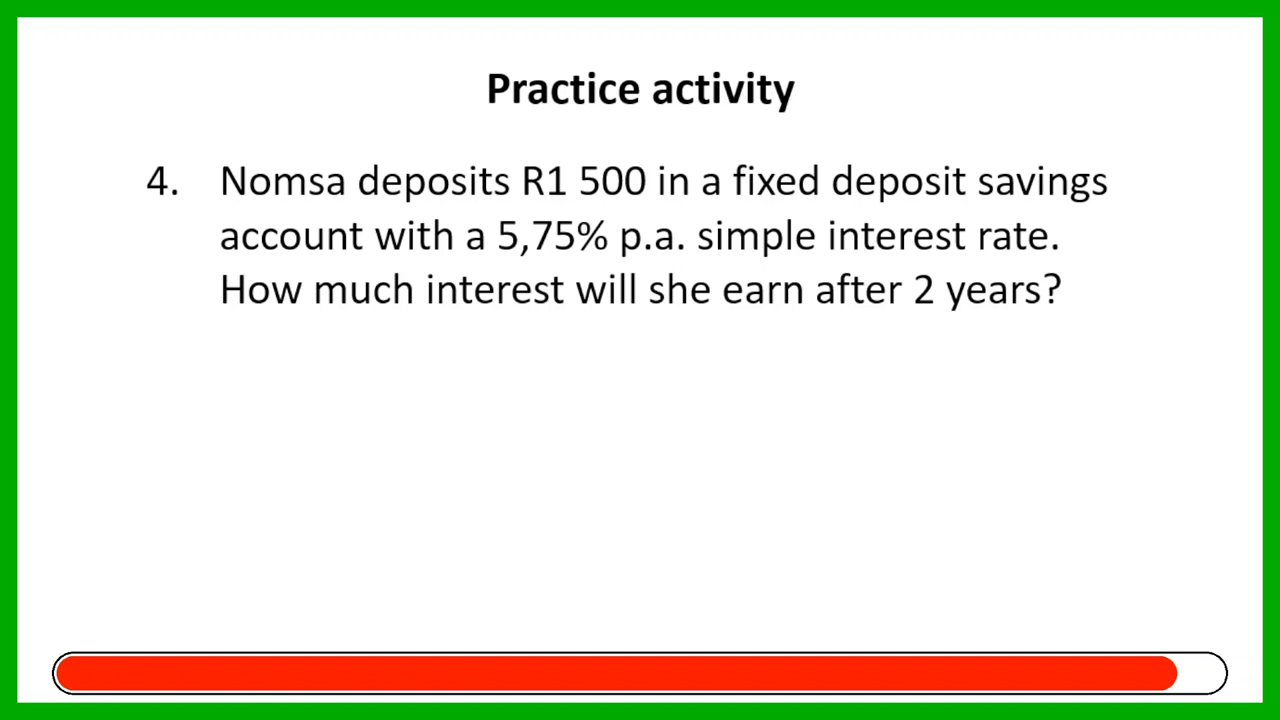 Practice activity
4. Nomsa deposits R1 500 in a fixed deposit savings
account with a 5,75% p.a. simple interest rate.
How much interest will she earn after 2 years?